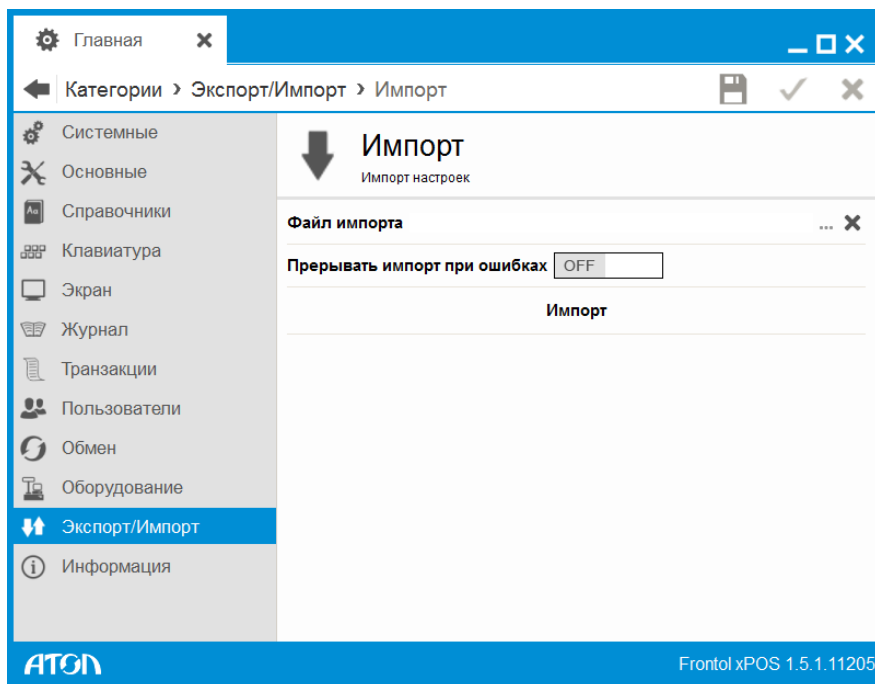 Главная
Категории > Экспорт/Импорт > Импорт
Системные
Основные
Справочники
Клавиатура
Экран
Журнал
Транзакции
Пользователи
Обмен
Оборудование
Экспорт/Импорт
Информация
Импорт
Импорт настроек
Файл импорта ...
Прерывать импорт при ошибках OFF
Импорт
АТОЛ
Frontol xPOS 1.5.1.11205